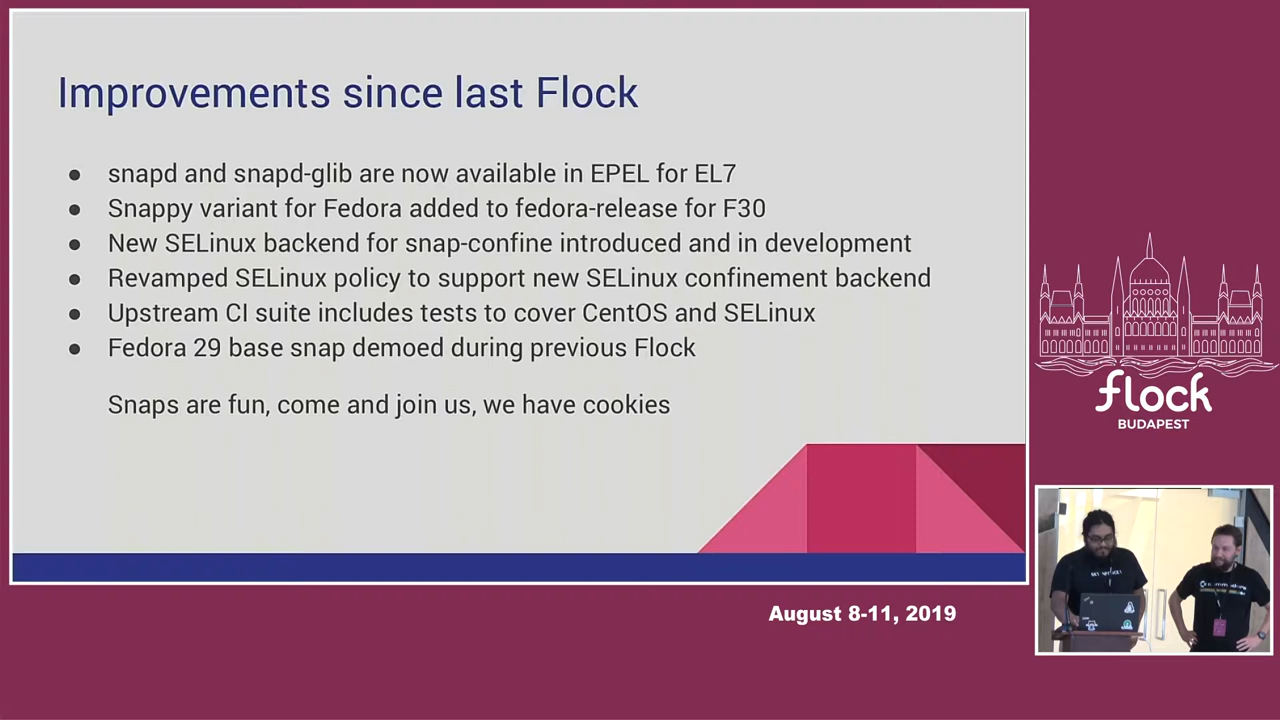 Improvements since last Flock
● snapd and snapd-glib are now available in EPEL for EL7
● Snappy variant for Fedora added to fedora-release for F30
● New SELinux backend for snap-confine introduced and in development
● Revamped SELinux policy to support new SELinux confinement backend
● Upstream CI suite includes tests to cover CentOS and SELinux
● Fedora 29 base snap demoed during previous Flock
Snaps are fun, come and join us, we have cookies
flock
BUDAPEST
August 8-11, 2019